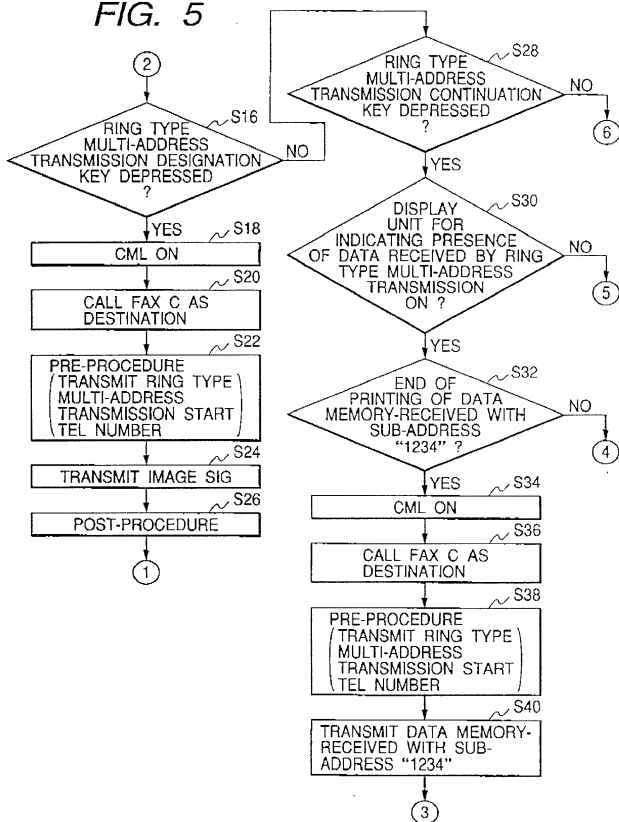 FIG. 5
2
S16
RING TYPE
MULTI-ADDRESS
TRANSMISSION DESIGNATION
KEY DEPRESSED
?
NO
YES
S18
CML ON
S20
CALL FAX C AS
DESTINATION
S22
PRE-PROCEDURE
(TRANSMIT RING TYPE
MULTI-ADDRESS
TRANSMISSION START
TEL NUMBER)
S24
TRANSMIT IMAGE SIG
S26
POST-PROCEDURE
1
S28
RING TYPE
MULTI-ADDRESS
TRANSMISSION CONTINUATION
KEY DEPRESSED
?
NO
6
YES
S30
DISPLAY
UNIT FOR
INDICATING PRESENCE
OF DATA RECEIVED BY RING
TYPE MULTI-ADDRESS
TRANSMISSION
ON ?
NO
5
YES
S32
END OF
PRINTING OF DATA
MEMORY-RECEIVED WITH
SUB-ADDRESS
"1234" ?
NO
4
YES
S34
CML ON
S36
CALL FAX C AS
DESTINATION
S38
PRE-PROCEDURE
(TRANSMIT RING TYPE
MULTI-ADDRESS
TRANSMISSION START
TEL NUMBER)
S40
TRANSMIT DATA MEMORY-
RECEIVED WITH SUB-
ADDRESS "1234"
3